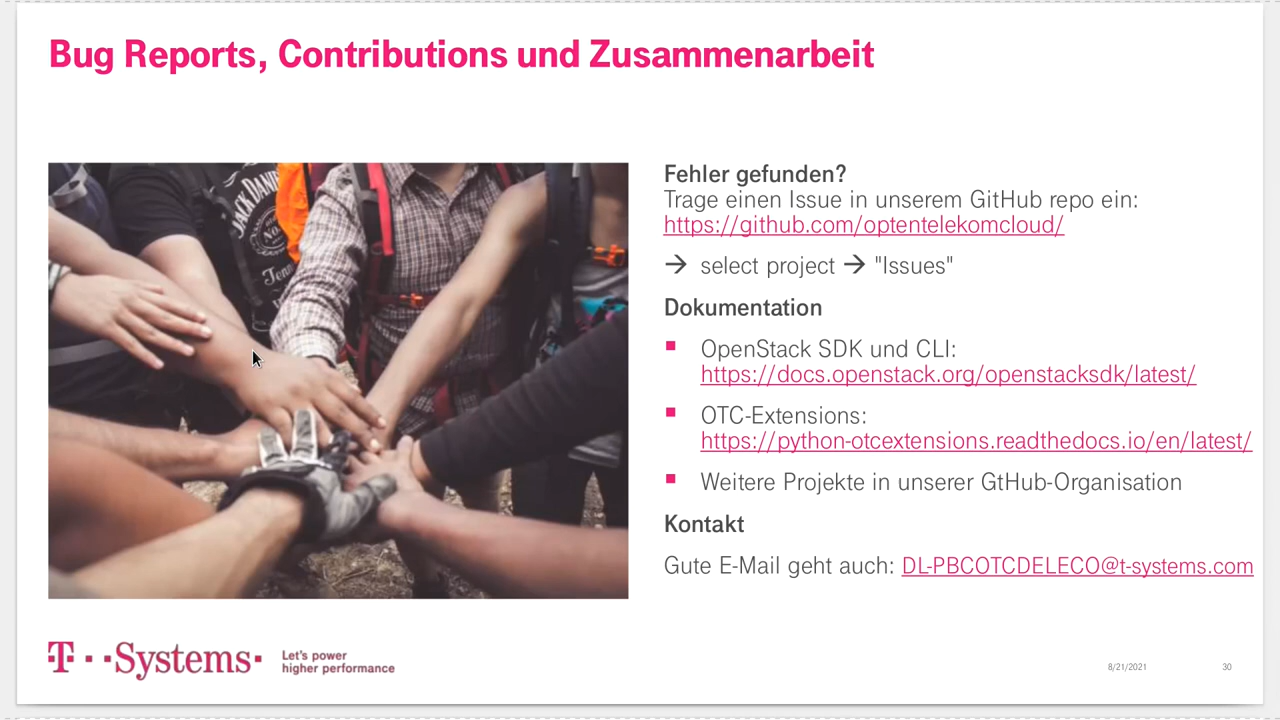 Bug Reports, Contributions und Zusammenarbeit
JACK DANIEL
Fehler gefunden?
Trage einen Issue in unserem GitHub repo ein:
https://github.com/optentelekomcloud/
→ select project → "Issues"
Dokumentation
▪ OpenStack SDK und CLI:
https://docs.openstack.org/openstacksdk/latest/
▪ OTC-Extensions:
https://python-otcextensions.readthedocs.io/en/latest/
▪ Weitere Projekte in unserer GtHub-Organisation
Kontakt
Gute E-Mail geht auch: DL-PBCOTCDELECO@t-systems.com
T··Systems·
Let's power
higher performance
8/21/2021
30